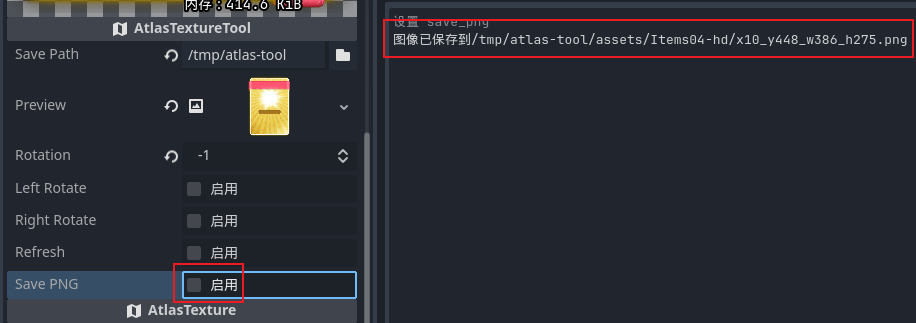 内存：414.6 KiB
AtlasTextureTool
Save Path /tmp/atlas-tool
Preview
Rotation -1
Left Rotate 启用
Right Rotate 启用
Refresh 启用
Save PNG 启用
AtlasTexture
设置 save_png
图像已保存到/tmp/atlas-tool/assets/Items04-hd/x10_y448_w386_h275.png